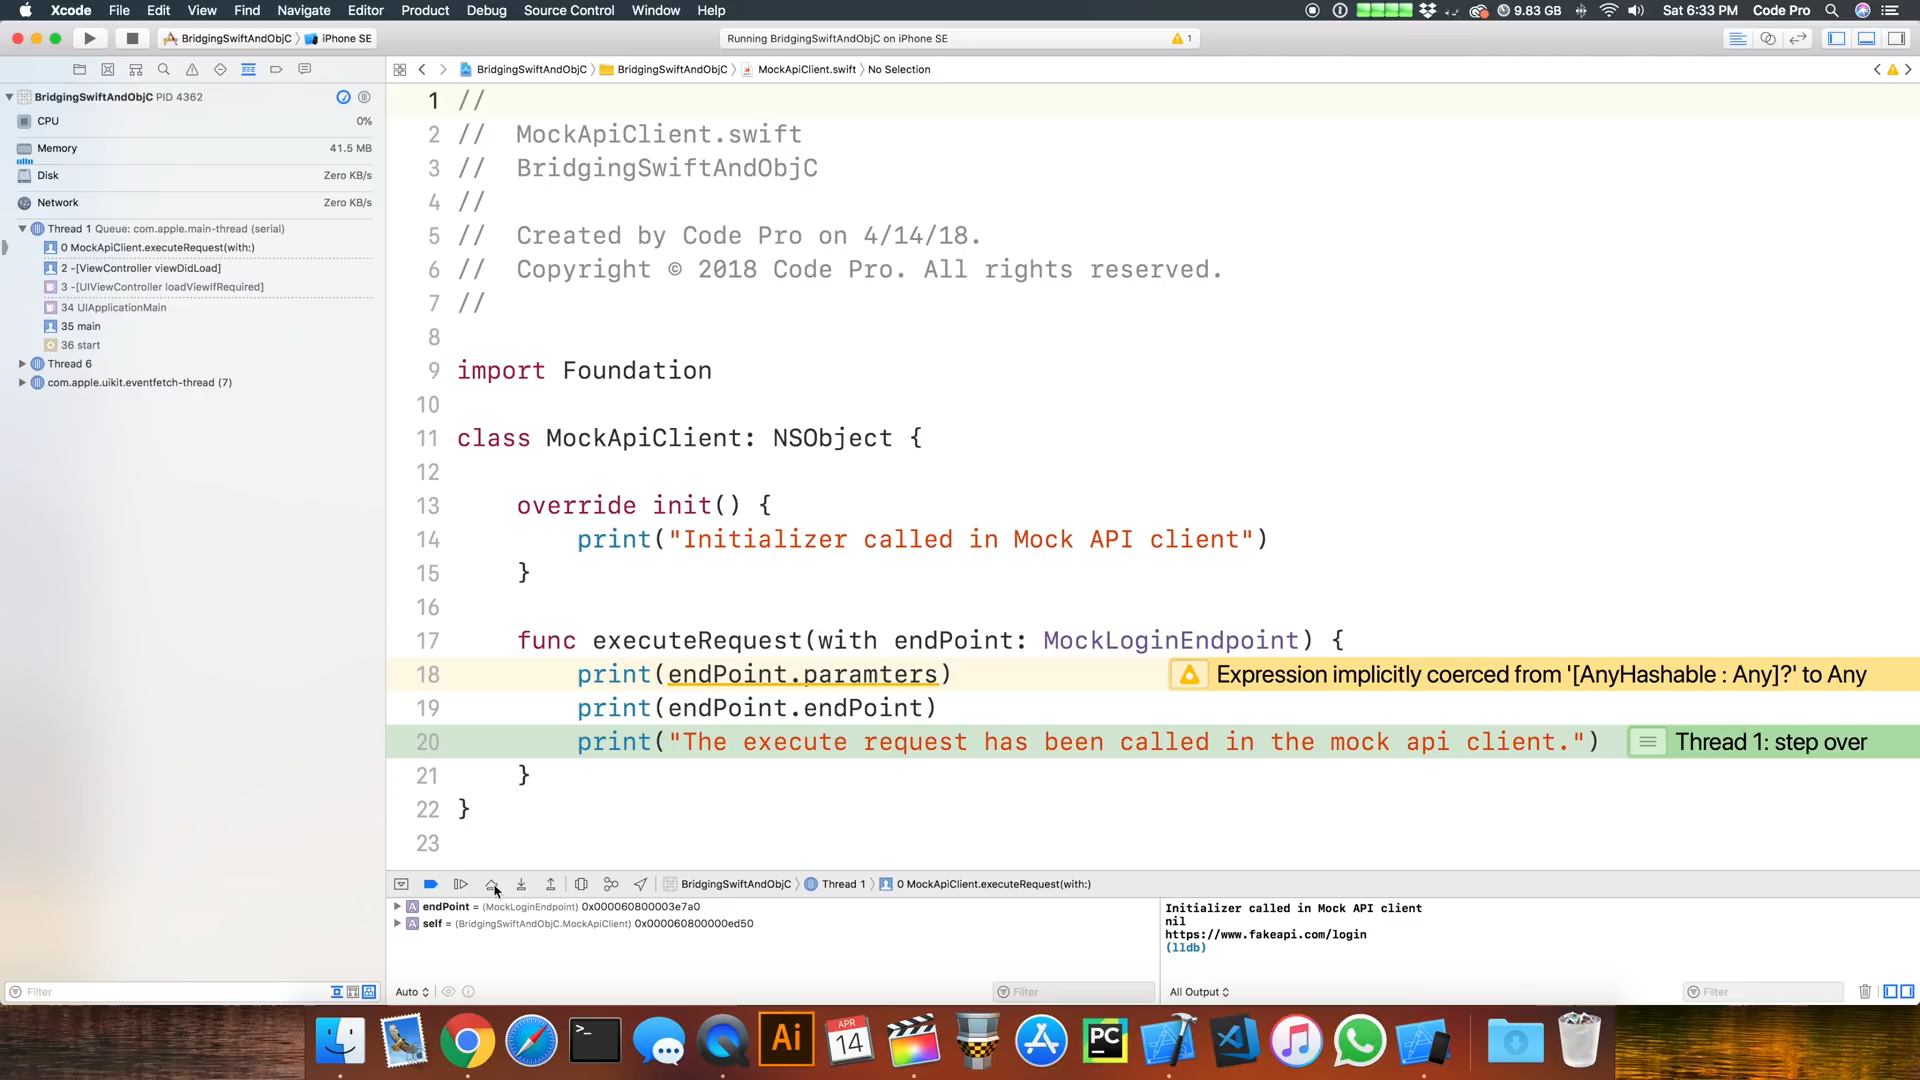 Xcode File Edit View Find Navigate Editor Product Debug Source Control Window Help 9.83 GB Sat 6:33 PM Code Pro
BridgingSwiftAndObjC iPhone SE Running BridgingSwiftAndObjC on iPhone SE 1
BridgingSwiftAndObjC BridgingSwiftAndObjC MockApiClient.swift No Selection
BridgingSwiftAndObjC PID 4362
CPU 0%
Memory 41.5 MB
Disk Zero KB/s
Network Zero KB/s
Thread 1 Queue: com.apple.main-thread (serial)
0 MockApiClient.executeRequest(with:)
2 -[ViewController viewDidLoad]
3 -[UIViewController loadViewIfRequired]
34 UIApplicationMain
35 main
36 start
Thread 6
com.apple.uikit.eventfetch-thread (7)
1 //
2 // MockApiClient.swift
3 // BridgingSwiftAndObjC
4 //
5 // Created by Code Pro on 4/14/18.
6 // Copyright © 2018 Code Pro. All rights reserved.
7 //
8
9 import Foundation
10
11 class MockApiClient: NSObject {
12
13 override init() {
14 print("Initializer called in Mock API client")
15 }
16
17 func executeRequest(with endPoint: MockLoginEndpoint) {
18 print(endPoint.paramters) Expression implicitly coerced from '[AnyHashable : Any]?' to Any
19 print(endPoint.endPoint)
20 print("The execute request has been called in the mock api client.") Thread 1: step over
21 }
22 }
23
BridgingSwiftAndObjC Thread 1 0 MockApiClient.executeRequest(with:)
A endPoint = (MockLoginEndpoint) 0x000060800003e7a0
A self = (BridgingSwiftAndObjC.MockApiClient) 0x000060800000ed50
Initializer called in Mock API client
nil
https://www.fakeapi.com/login
(lldb)
Filter Auto Filter All Output Filter
>_ Ai APR 14 PC